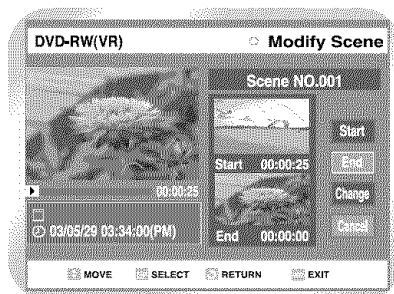 DVD-RW(VR)
Modify Scene
Scene NO.001
Start 00:00:25
00:00:25
03/05/29 03:34:00(PM)
End 00:00:00
Start
End
Change
Cancel
MOVE SELECT RETURN EXIT